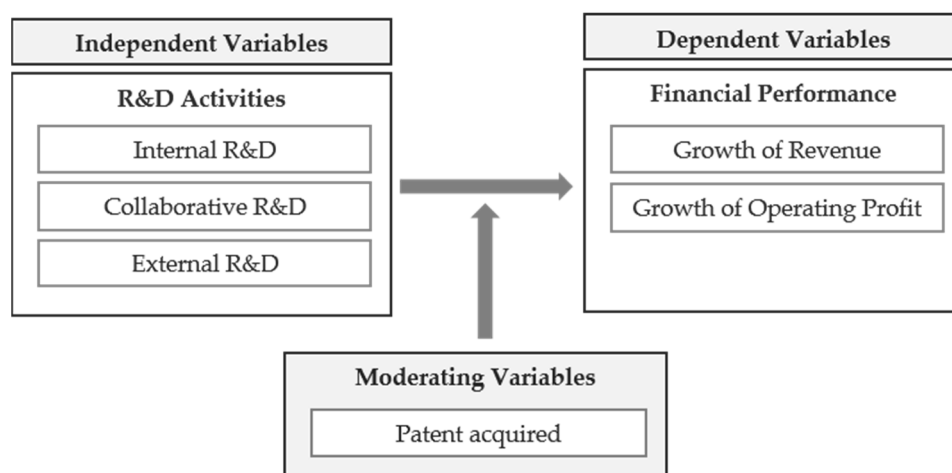 Independent Variables
R&D Activities
Internal R&D
Collaborative R&D
External R&D
Dependent Variables
Financial Performance
Growth of Revenue
Growth of Operating Profit
Moderating Variables
Patent acquired